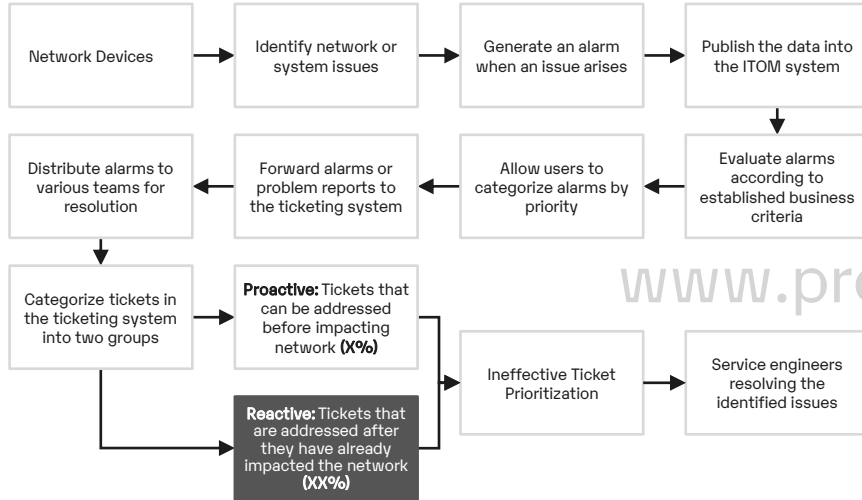 Network Devices
Identify network or
system issues
Generate an alarm
when an issue arises
Publish the data into
the ITOM system
Distribute alarms to
various teams for
resolution
Forward alarms or
problem reports to
the ticketing system
Allow users to
categorize alarms by
priority
Evaluate alarms
according to
established business
criteria
Categorize tickets in
the ticketing system
into two groups
Proactive: Tickets that
can be addressed
before impacting
network (X%)
www.pre
Reactive: Tickets that
are addressed after
they have already
impacted the network
(XX%)
Ineffective Ticket
Prioritization
Service engineers
resolving the
identified issues